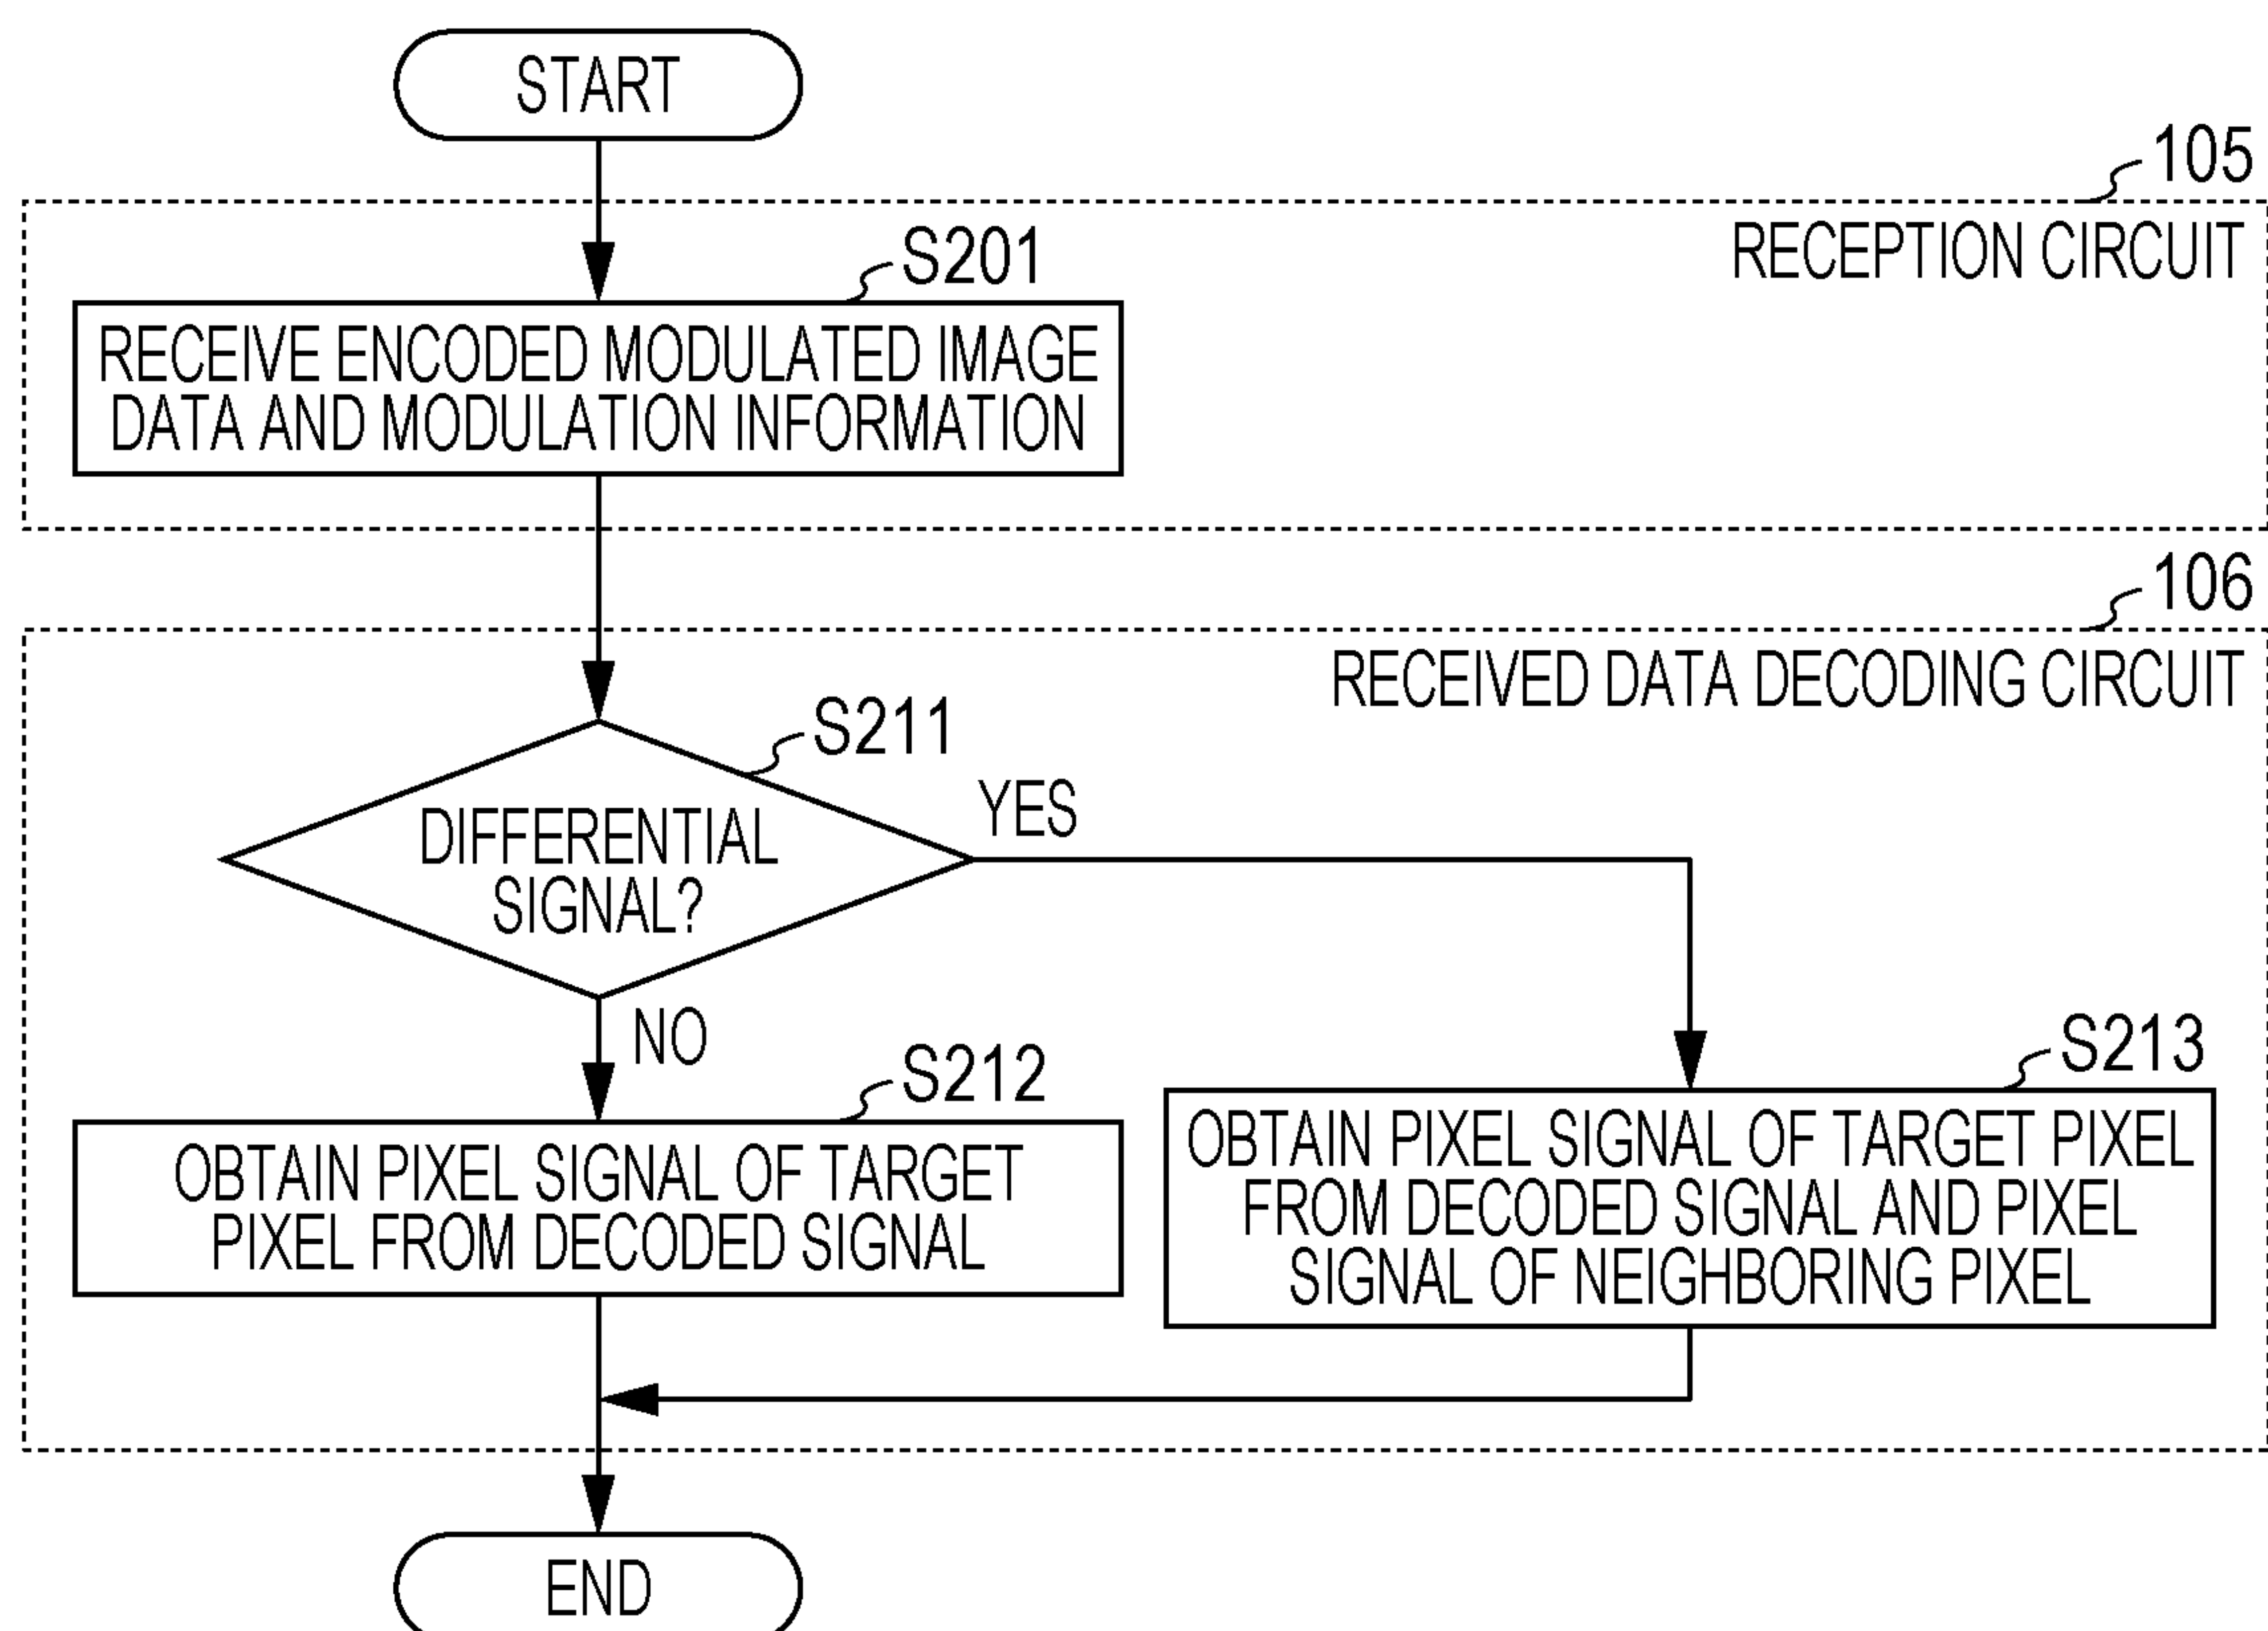 START
105
RECEPTION CIRCUIT
S201
RECEIVE ENCODED MODULATED IMAGE
DATA AND MODULATION INFORMATION
106
RECEIVED DATA DECODING CIRCUIT
S211
DIFFERENTIAL
SIGNAL?
YES
NO
S212
OBTAIN PIXEL SIGNAL OF TARGET
PIXEL FROM DECODED SIGNAL
S213
OBTAIN PIXEL SIGNAL OF TARGET PIXEL
FROM DECODED SIGNAL AND PIXEL
SIGNAL OF NEIGHBORING PIXEL
END